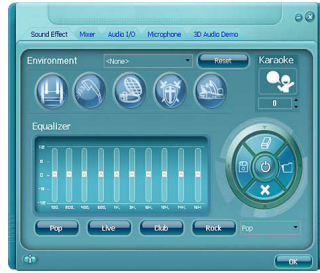 Sound Effect Mixer Audio I/O Microphone 3D Audio Demo
Environment <None> Reset Karaoke
0
Equalizer
Pop Live Club Rock Pop
OK